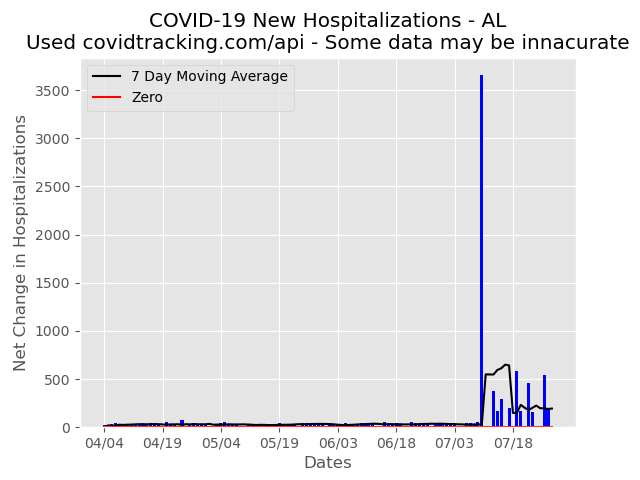 COVID-19 New Hospitalizations - AL
Used covidtracking.com/api - Some data may be innacurate
7 Day Moving Average
Zero
Net Change in Hospitalizations
3500
3000
2500
2000
1500
1000
500
0
04/04 04/19 05/04 05/19 06/03 06/18 07/03 07/18
Dates